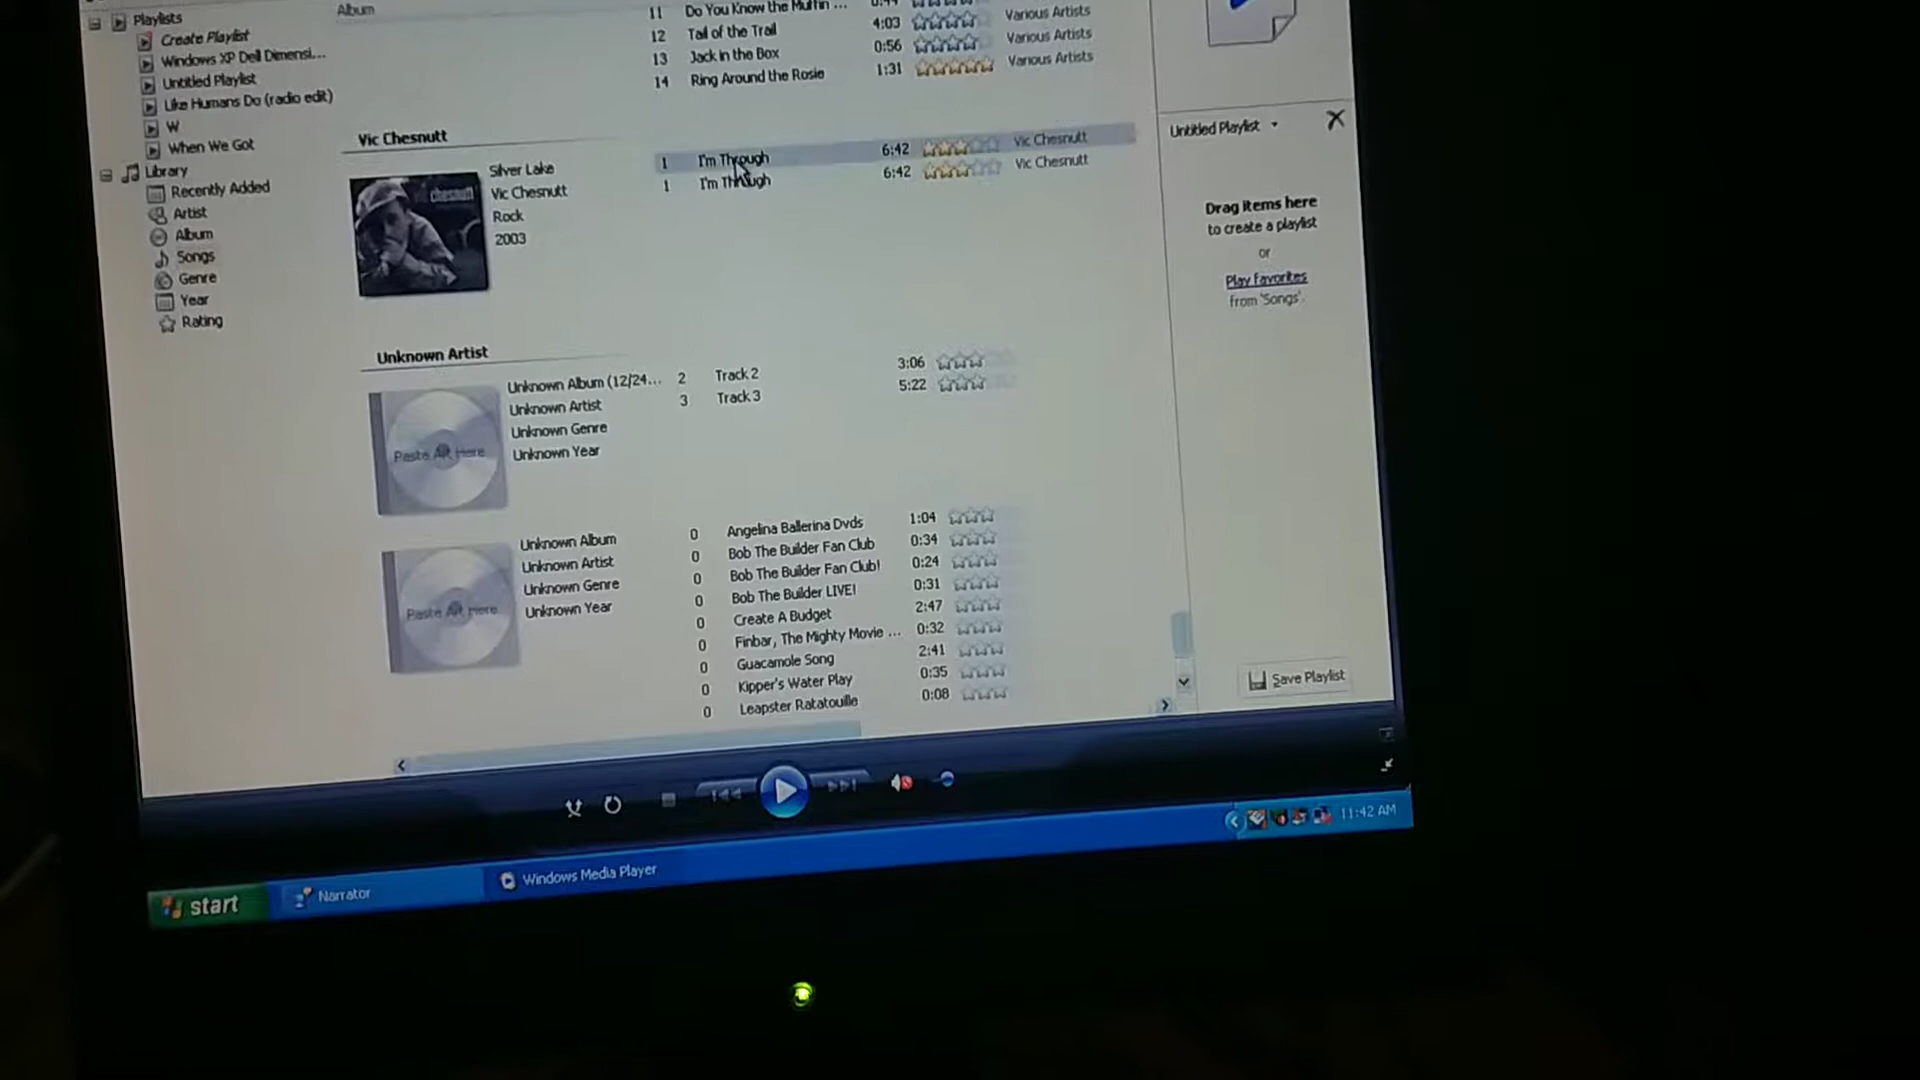 Playlists
Create Playlist
Windows XP Dell Dimensi...
Untitled Playlist
Like Humans Do (radio edit)
W
When We Got
Library
Recently Added
Artist
Album
Songs
Genre
Year
Rating
Album
11 Do You Know the Muffin ... 0:44
12 Tail of the Trail 4:03 Various Artists
13 Jack in the Box 0:56 Various Artists
14 Ring Around the Rosie 1:31 Various Artists
Vic Chesnutt
chesnutt
Silver Lake
Vic Chesnutt
Rock
2003
1 I'm Through 6:42 Vic Chesnutt
1 I'm Through 6:42 Vic Chesnutt
Unknown Artist
Paste Art Here
Unknown Album (12/24...
Unknown Artist
Unknown Genre
Unknown Year
2 Track 2 3:06
3 Track 3 5:22
Paste Art Here
Unknown Album
Unknown Artist
Unknown Genre
Unknown Year
0 Angelina Ballerina Dvds 1:04
0 Bob The Builder Fan Club 0:34
0 Bob The Builder Fan Club! 0:24
0 Bob The Builder LIVE! 0:31
0 Create A Budget 2:47
0 Finbar, The Mighty Movie ... 0:32
0 Guacamole Song 2:41
0 Kipper's Water Play 0:35
0 Leapster Ratatouille 0:08
Untitled Playlist
Drag items here
to create a playlist
or
Play Favorites
from 'Songs'.
Save Playlist
start
Narrator
Windows Media Player
11:42 AM